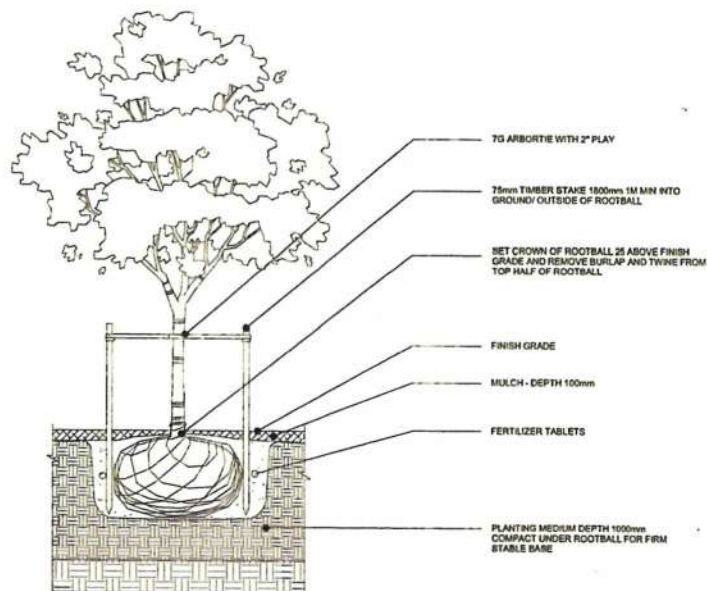 7G ARBORTIE WITH 2" PLAY
75mm TIMBER STAKE 1800mm 1M MIN INTO
GROUND/ OUTSIDE OF ROOTBALL
SET CROWN OF ROOTBALL 25 ABOVE FINISH
GRADE AND REMOVE BURLAP AND TWINE FROM
TOP HALF OF ROOTBALL
FINISH GRADE
MULCH - DEPTH 100mm
FERTILIZER TABLETS
PLANTING MEDIUM DEPTH 1000mm
COMPACT UNDER ROOTBALL FOR FIRM
STABLE BASE